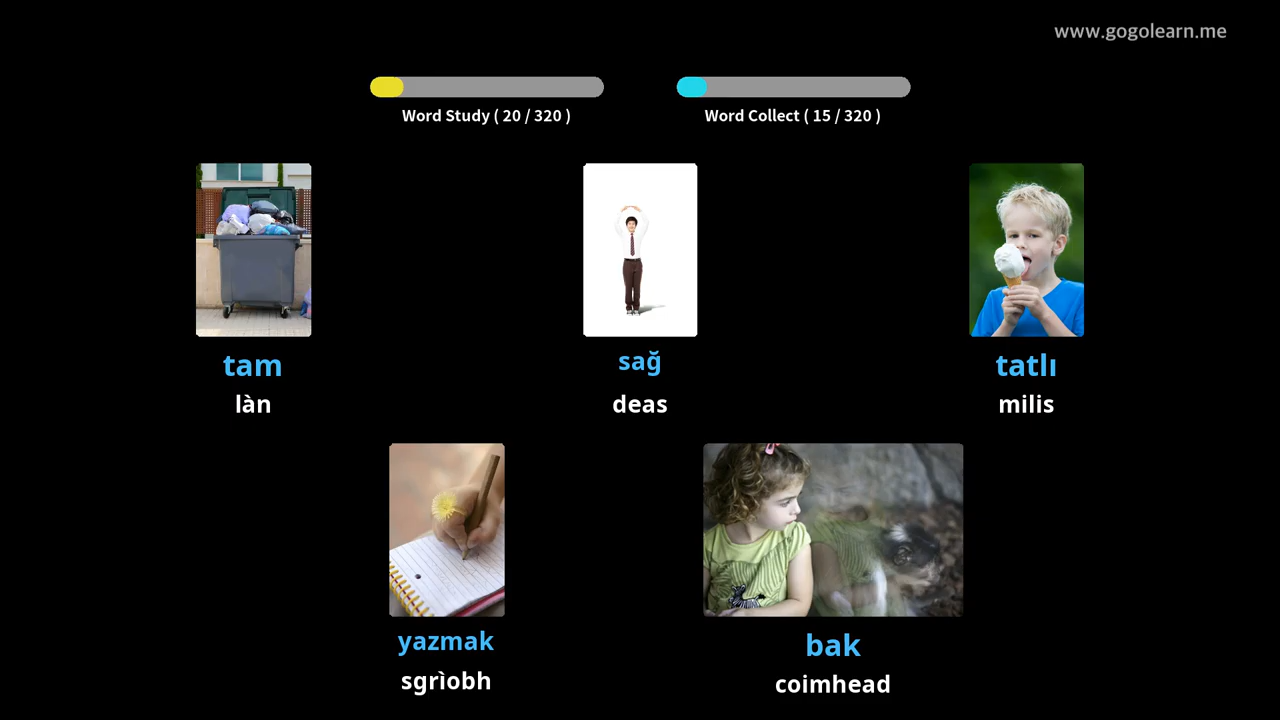 www.gogolearn.me
Word Study ( 20 / 320 )
Word Collect ( 15 / 320 )
tam
làn
sağ
deas
tatlı
milis
yazmak
sgrìobh
bak
coimhead